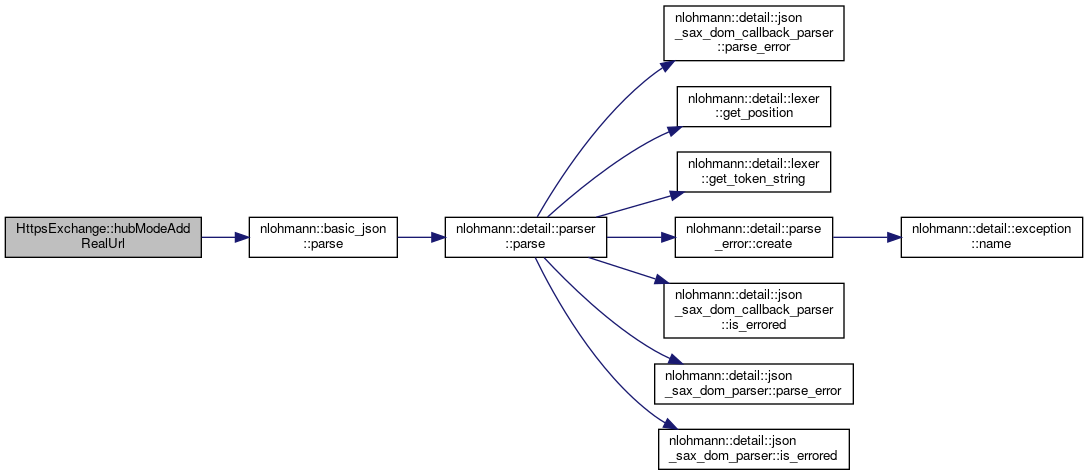 HttpsExchange::hubModeAdd
RealUrl
nlohmann::basic_json
::parse
nlohmann::detail::parser
::parse
nlohmann::detail::json
_sax_dom_callback_parser
::parse_error
nlohmann::detail::lexer
::get_position
nlohmann::detail::lexer
::get_token_string
nlohmann::detail::parse
_error::create
nlohmann::detail::exception
::name
nlohmann::detail::json
_sax_dom_callback_parser
::is_errored
nlohmann::detail::json
_sax_dom_parser::parse_error
nlohmann::detail::json
_sax_dom_parser::is_errored